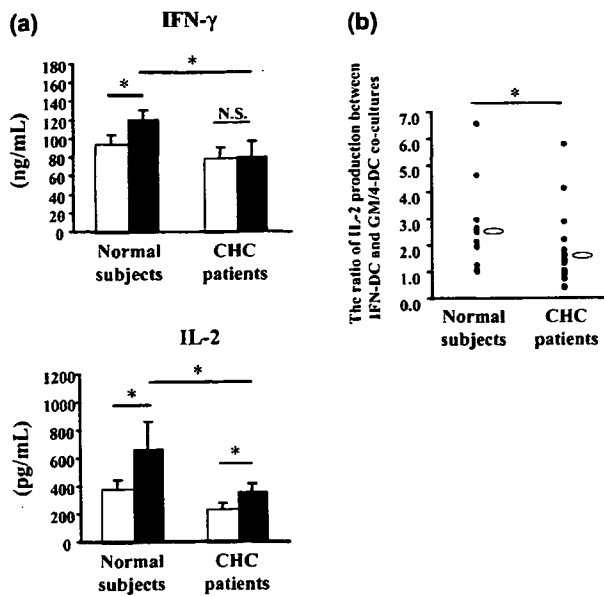 (a)
IFN-γ
*
*
N.S.
(ng/mL)
180
160
140
120
100
80
60
40
20
0
Normal
subjects
CHC
patients
IL-2
*
*
*
(pg/mL)
1200
1000
800
600
400
200
0
Normal
subjects
CHC
patients
(b)
*
The ratio of IL-2 production between
IFN-DC and GM/4-DC co-cultures
7.0
6.0
5.0
4.0
3.0
2.0
1.0
0.0
Normal
subjects
CHC
patients